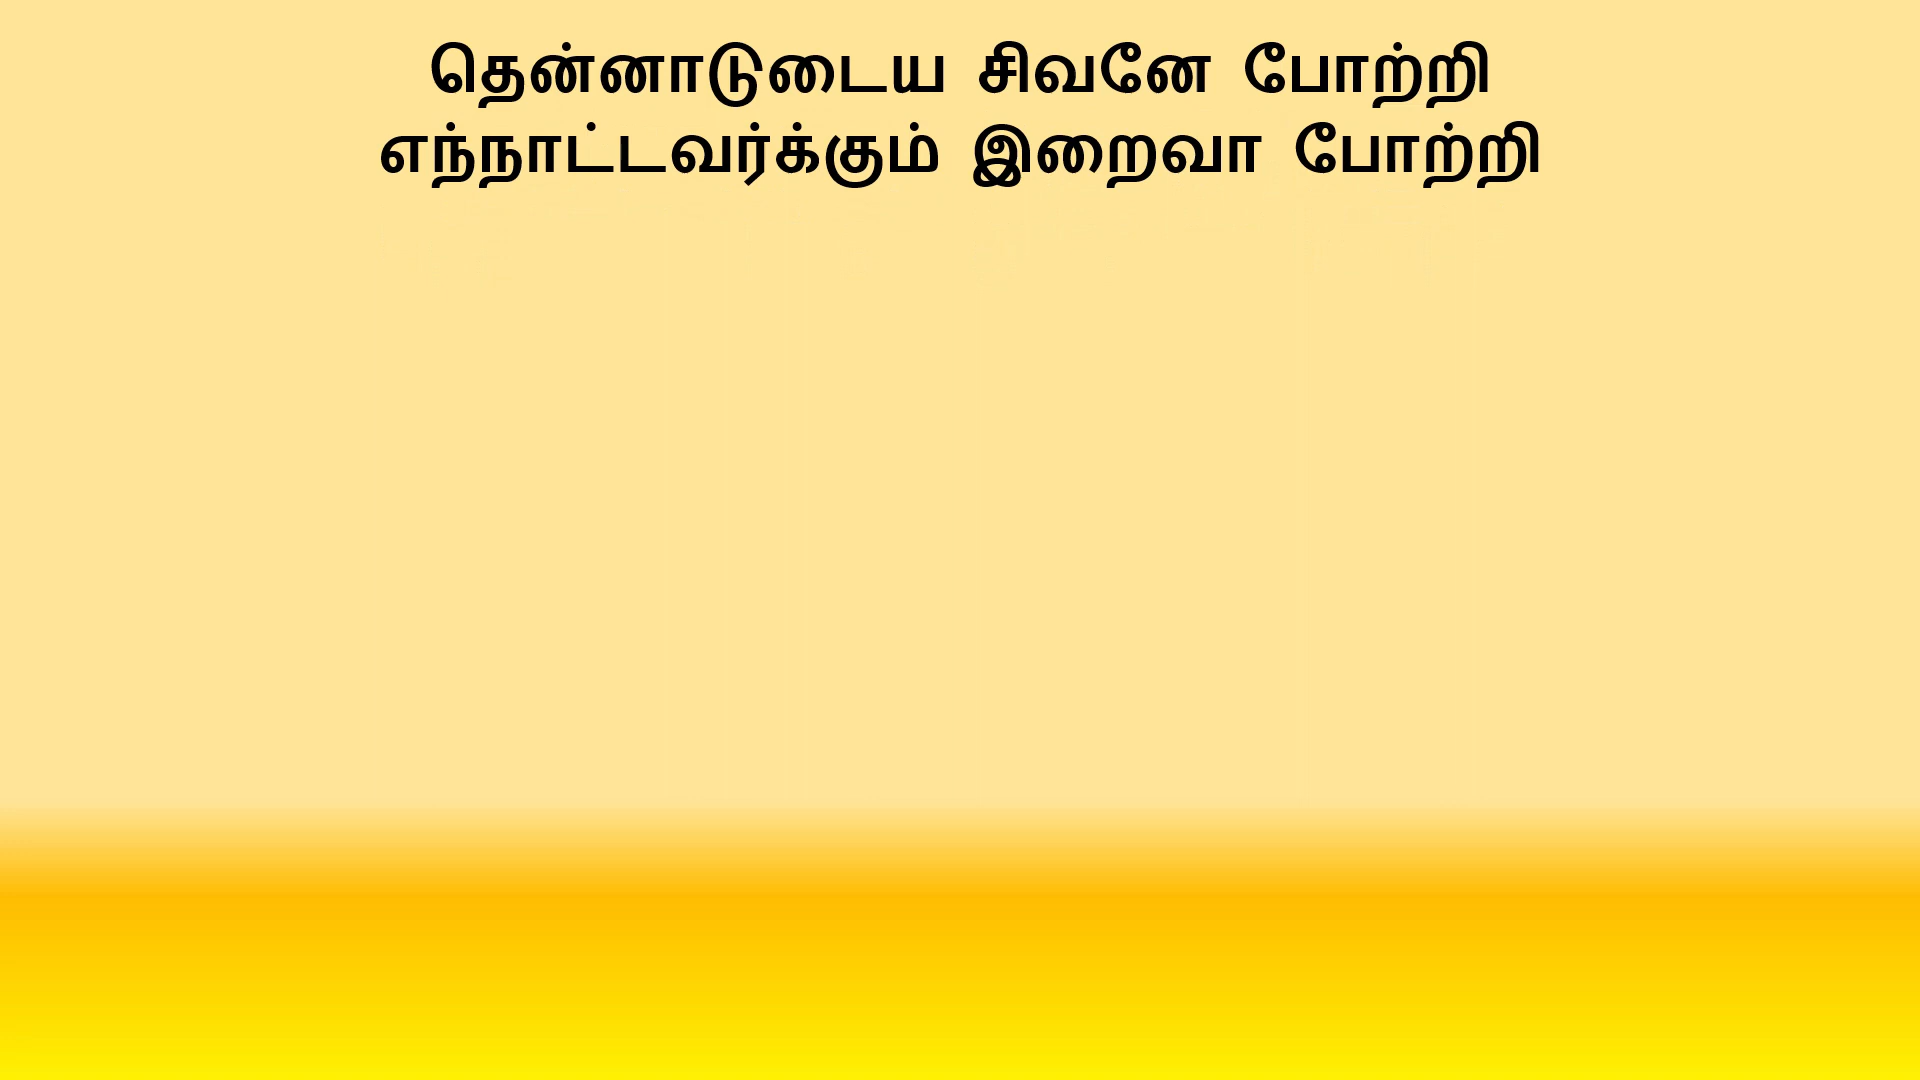 தென்னாடுடைய சிவனே போற்றி
எந்நாட்டவர்க்கும் இறைவா போற்றி